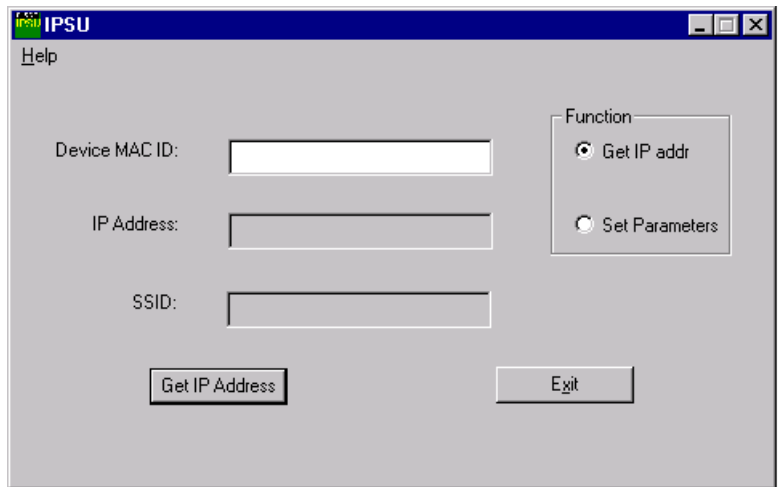 IPSU
Help
Function
Device MAC ID:
Get IP addr
IP Address:
Set Parameters
SSID:
Get IP Address
Exit